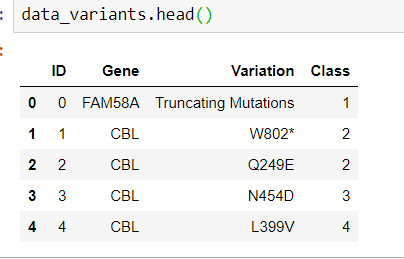 : data_variants.head()
:
ID Gene Variation Class
0 0 FAM58A Truncating Mutations 1
1 1 CBL W802* 2
2 2 CBL Q249E 2
3 3 CBL N454D 3
4 4 CBL L399V 4